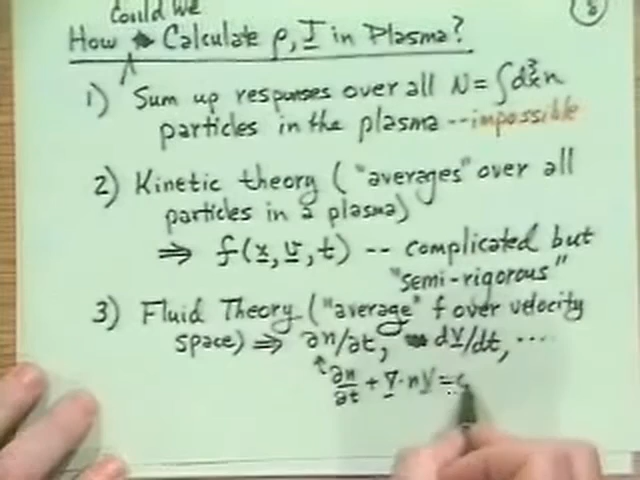 Could we
How Calculate ρ, J in Plasma?
1) Sum up responses over all N = ∫d³x n
particles in the plasma -- impossible
2) Kinetic theory ( "averages" over all
particles in a plasma)
⇒ f(x, v, t) -- complicated but
"semi-rigorous"
3) Fluid Theory ( "average" f over velocity
space) ⇒ ∂n/∂t, dV/dt, ...
∂n/∂t + ∇·nV =